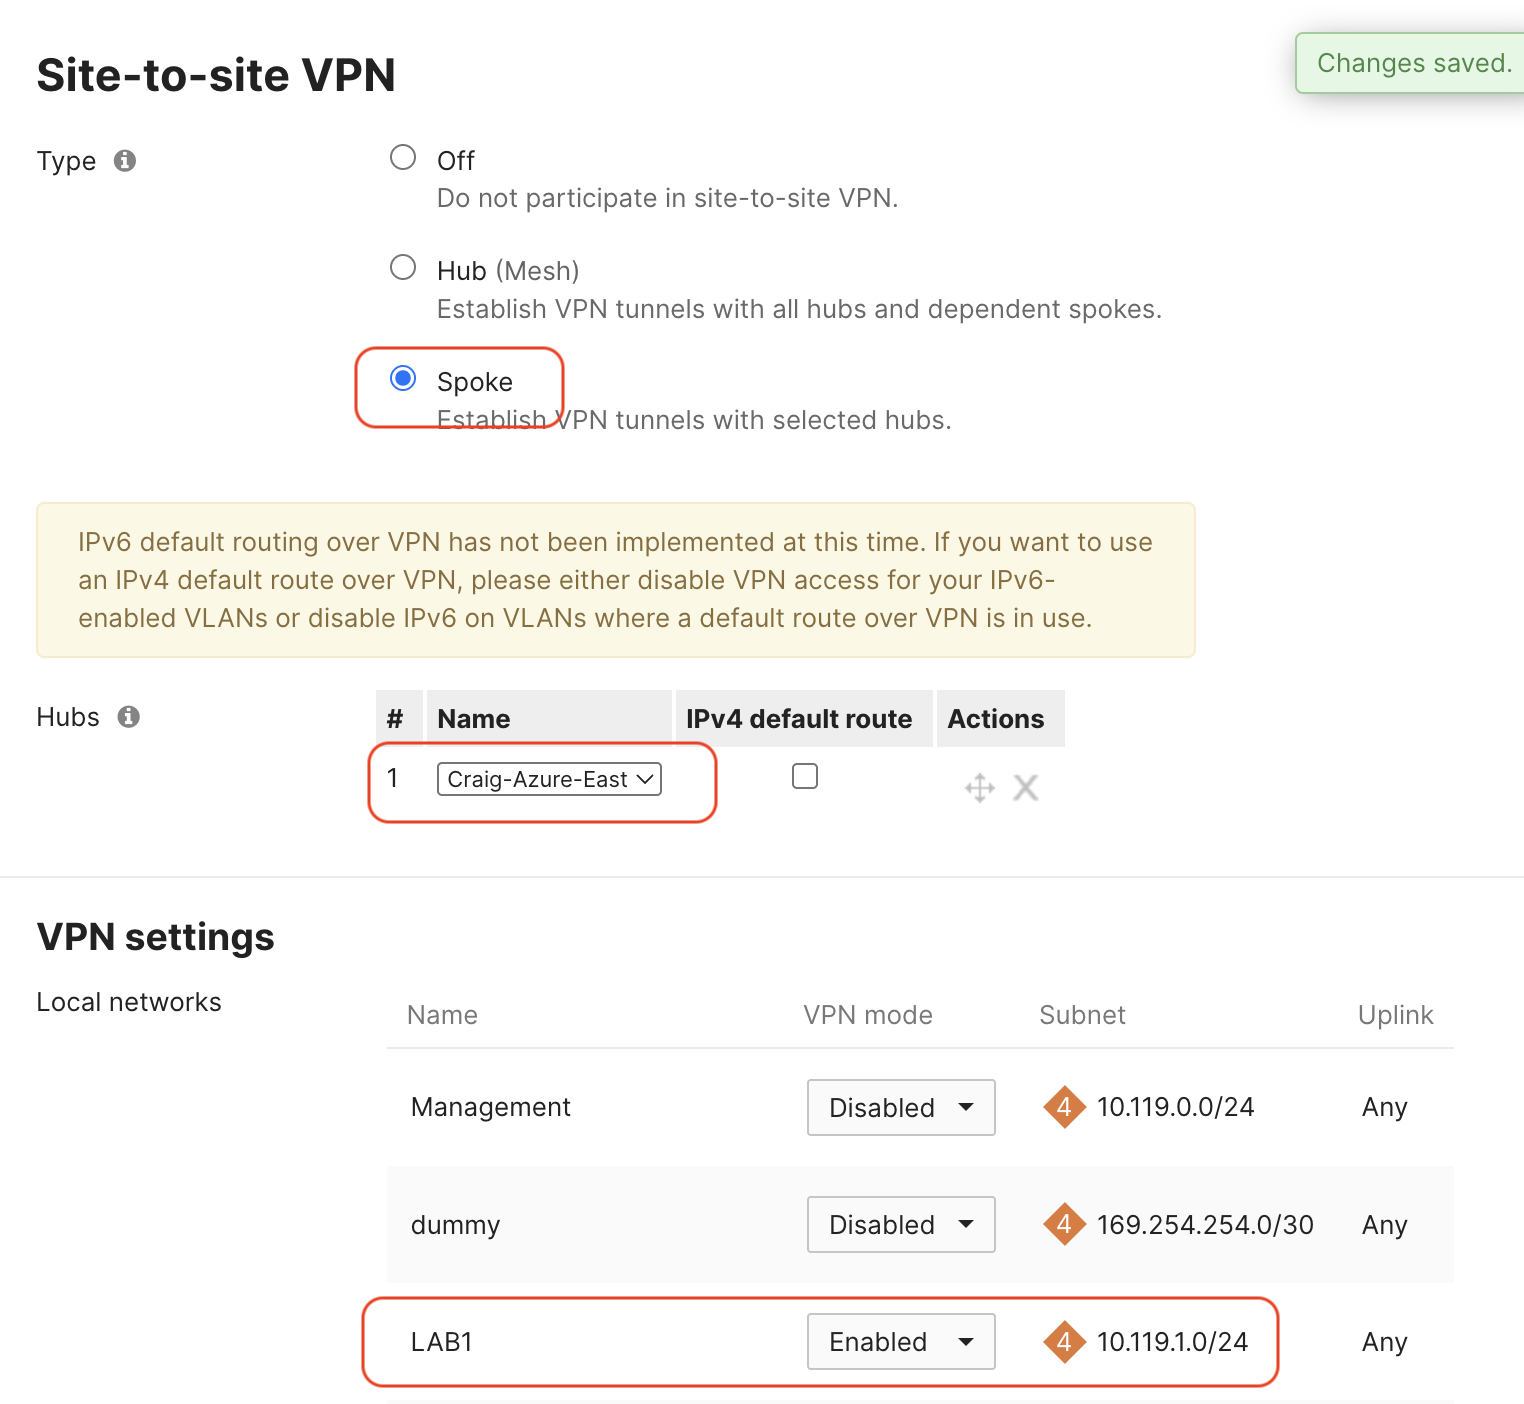 Site-to-site VPN
Changes saved.
Type
Off
Do not participate in site-to-site VPN.
Hub (Mesh)
Establish VPN tunnels with all hubs and dependent spokes.
Spoke
Establish VPN tunnels with selected hubs.
IPv6 default routing over VPN has not been implemented at this time. If you want to use
an IPv4 default route over VPN, please either disable VPN access for your IPv6-
enabled VLANs or disable IPv6 on VLANs where a default route over VPN is in use.
Hubs
# Name IPv4 default route Actions
1 Craig-Azure-East
VPN settings
Local networks
Name VPN mode Subnet Uplink
Management Disabled 4 10.119.0.0/24 Any
dummy Disabled 4 169.254.254.0/30 Any
LAB1 Enabled 4 10.119.1.0/24 Any